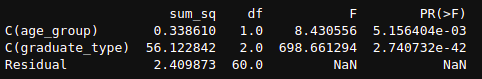 sum_sq df F PR(>F)
C(age_group) 0.338610 1.0 8.430556 5.156404e-03
C(graduate_type) 56.122842 2.0 698.661294 2.740732e-42
Residual 2.409873 60.0 NaN NaN